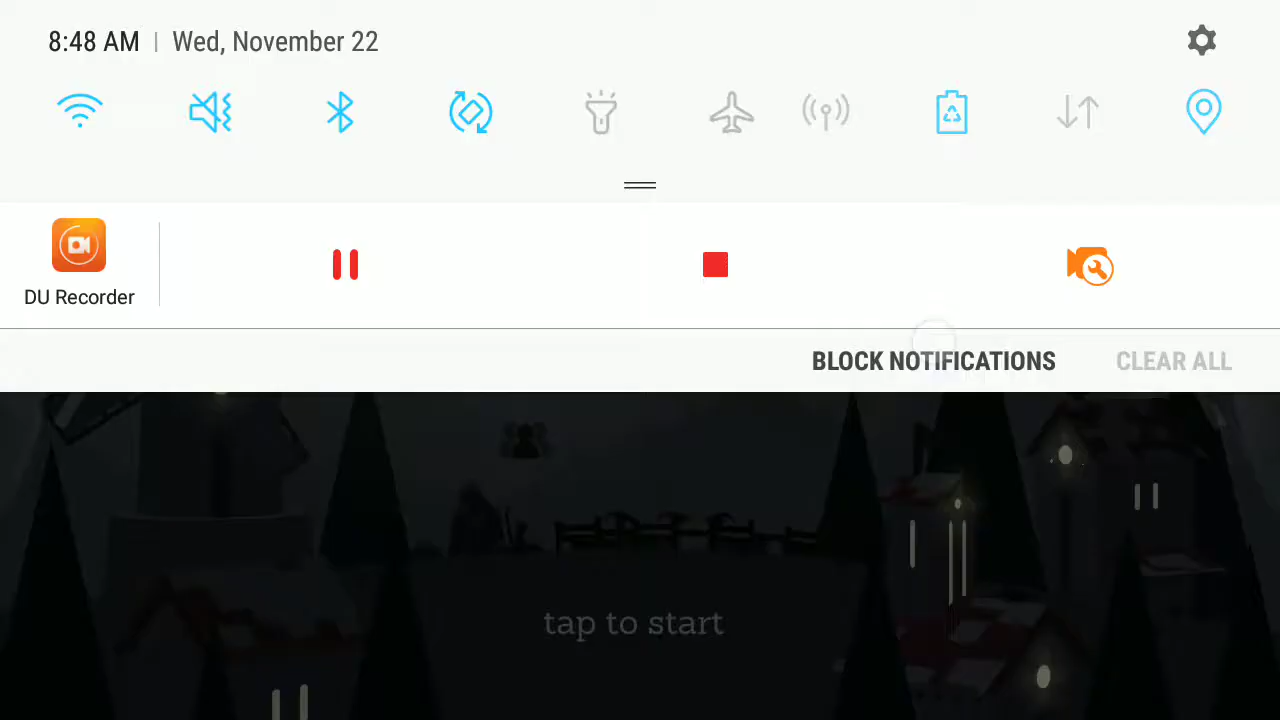 8:48 AM | Wed, November 22
DU Recorder
BLOCK NOTIFICATIONS CLEAR ALL
tap to start